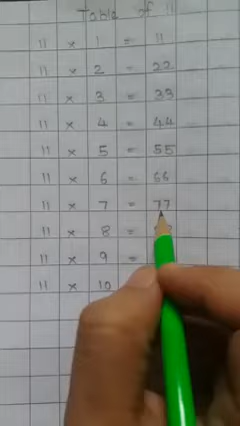 Table of 11
11 × 1 = 11
11 × 2 = 22
11 × 3 = 33
11 × 4 = 44
11 × 5 = 55
11 × 6 = 66
11 × 7 = 77
11 × 8 =
11 × 9 =
11 × 10